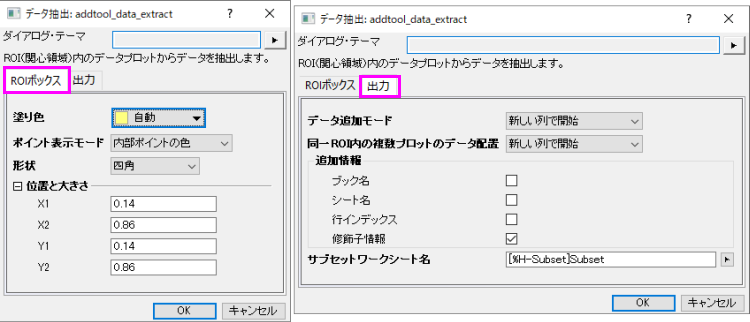 データ抽出: addtool_data_extract
ダイアログ・テーマ
ROI(関心領域)内のデータプロットからデータを抽出します。
ROIボックス 出力
塗り色 自動
ポイント表示モード 内部ポイントの色
形状 四角
位置と大きさ
X1 0.14
X2 0.86
Y1 0.14
Y2 0.86
OK キャンセル
データ抽出: addtool_data_extract
ダイアログ・テーマ
ROI(関心領域)内のデータプロットからデータを抽出します。
ROIボックス 出力
データ追加モード 新しい列で開始
同一ROI内の複数プロットのデータ配置 新しい列で開始
追加情報
ブック名
シート名
行インデックス
修飾子情報
サブセットワークシート名 [%H-Subset]Subset
OK キャンセル